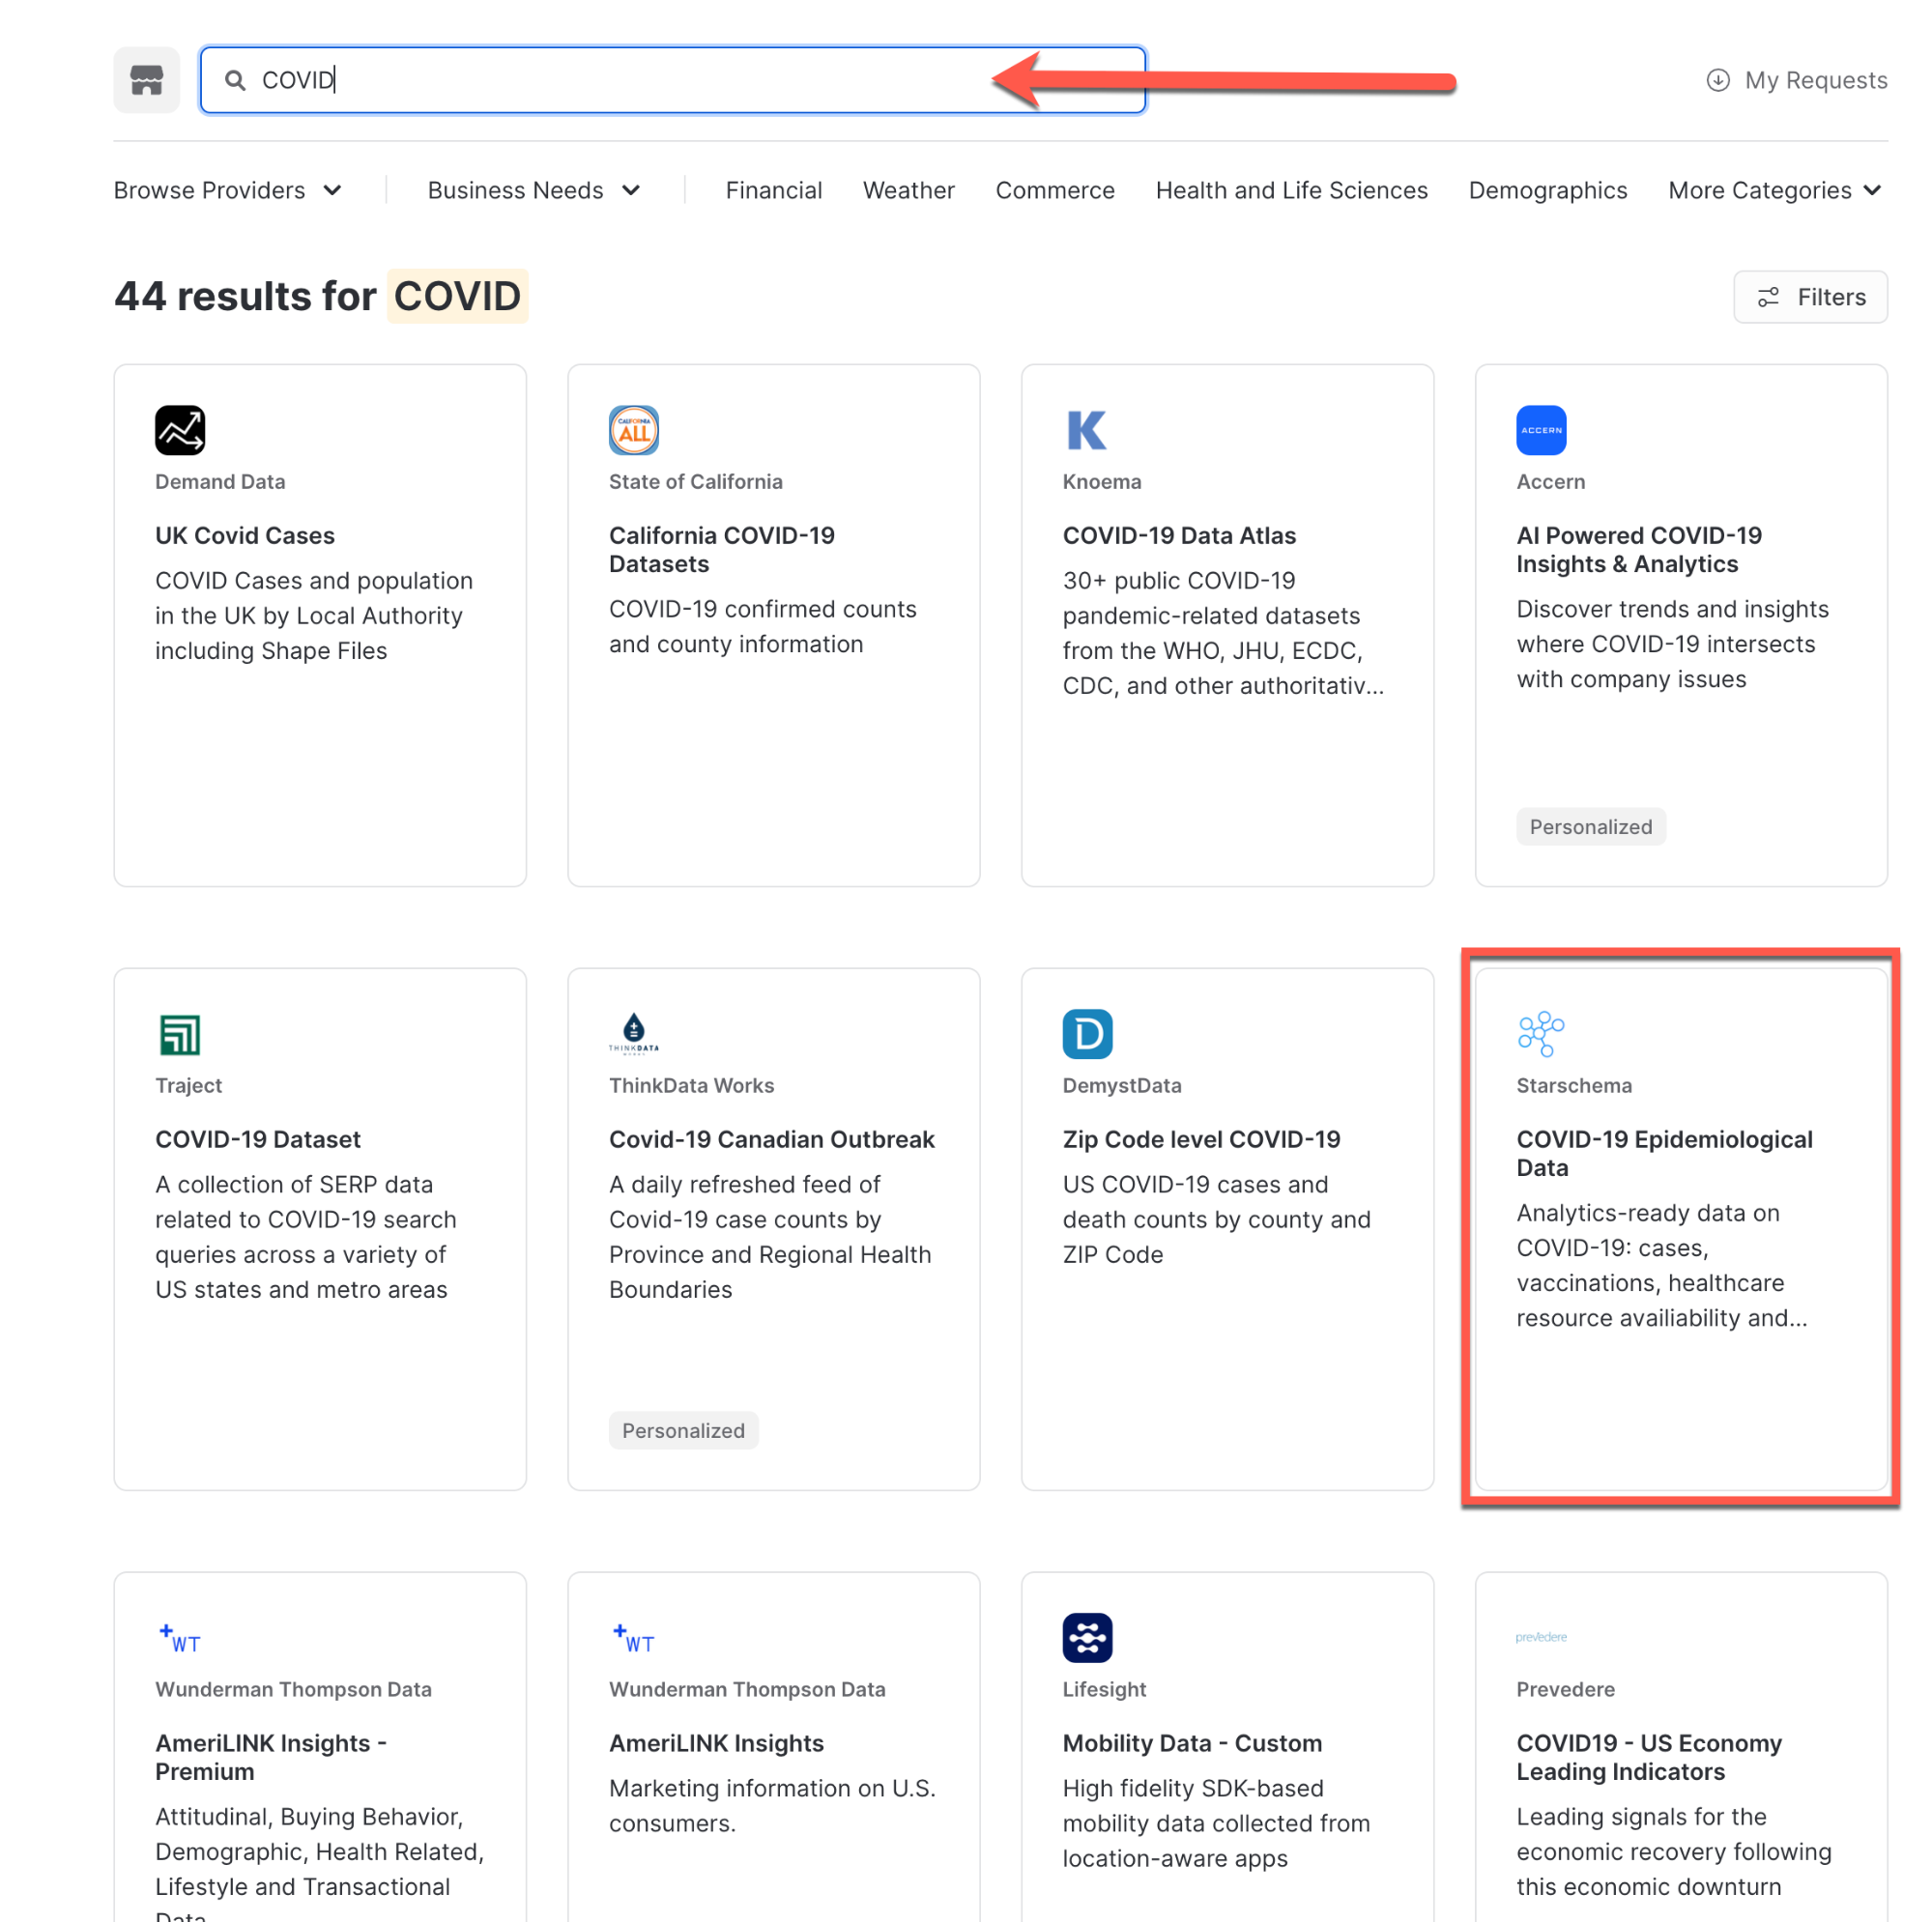 COVID
My Requests
Browse Providers
Business Needs
Financial
Weather
Commerce
Health and Life Sciences
Demographics
More Categories
44 results for COVID
Filters
Demand Data
UK Covid Cases
COVID Cases and population
in the UK by Local Authority
including Shape Files
CALIFORNIA
ALL
State of California
California COVID-19
Datasets
COVID-19 confirmed counts
and county information
K
Knoema
COVID-19 Data Atlas
30+ public COVID-19
pandemic-related datasets
from the WHO, JHU, ECDC,
CDC, and other authoritativ...
ACCERN
Accern
AI Powered COVID-19
Insights & Analytics
Discover trends and insights
where COVID-19 intersects
with company issues
Personalized
Traject
COVID-19 Dataset
A collection of SERP data
related to COVID-19 search
queries across a variety of
US states and metro areas
THINKDATA
WORKS
ThinkData Works
Covid-19 Canadian Outbreak
A daily refreshed feed of
Covid-19 case counts by
Province and Regional Health
Boundaries
Personalized
D
DemystData
Zip Code level COVID-19
US COVID-19 cases and
death counts by county and
ZIP Code
Starschema
COVID-19 Epidemiological
Data
Analytics-ready data on
COVID-19: cases,
vaccinations, healthcare
resource availiability and...
+WT
Wunderman Thompson Data
AmeriLINK Insights -
Premium
Attitudinal, Buying Behavior,
Demographic, Health Related,
Lifestyle and Transactional
Data
+WT
Wunderman Thompson Data
AmeriLINK Insights
Marketing information on U.S.
consumers.
Lifesight
Mobility Data - Custom
High fidelity SDK-based
mobility data collected from
location-aware apps
prevedere
Prevedere
COVID19 - US Economy
Leading Indicators
Leading signals for the
economic recovery following
this economic downturn